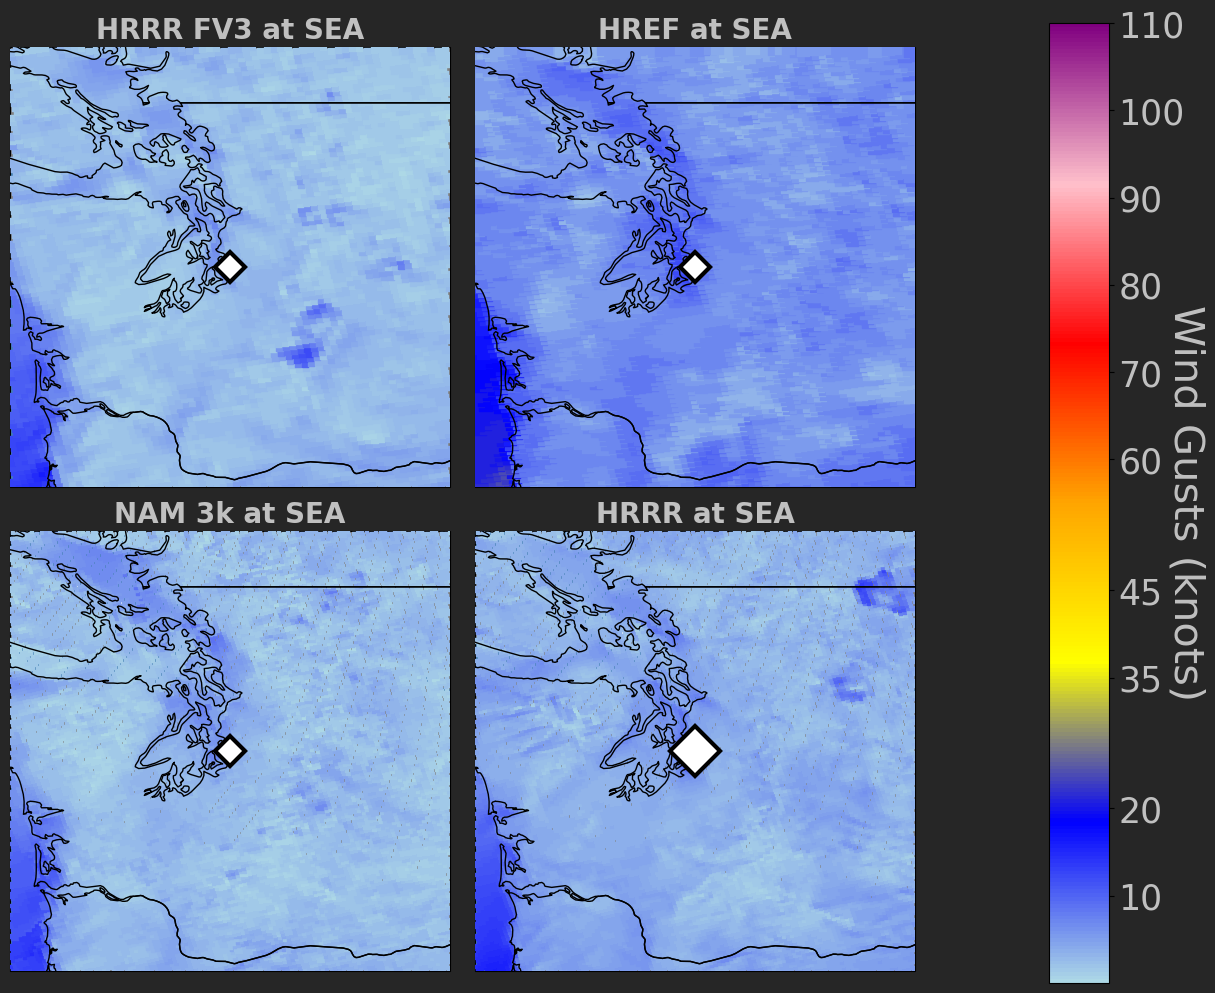 HRRR FV3 at SEA
HREF at SEA
NAM 3k at SEA
HRRR at SEA
110
100
90
80
70
60
45
35
20
10
Wind Gusts (knots)